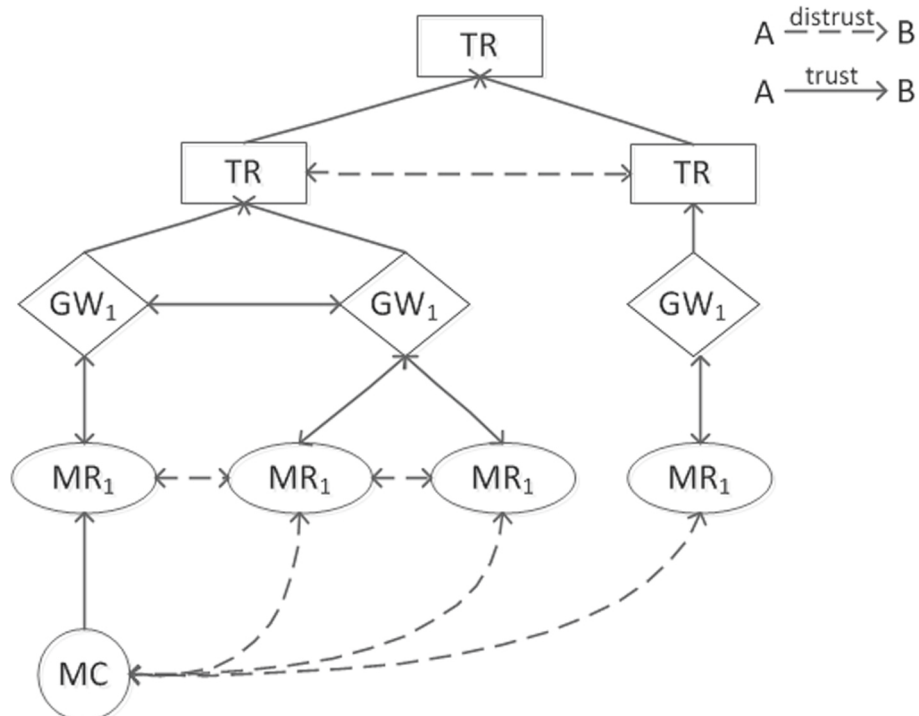 TR
A distrust B
A trust B
TR
TR
GW₁
GW₁
GW₁
MR₁
MR₁
MR₁
MR₁
MC